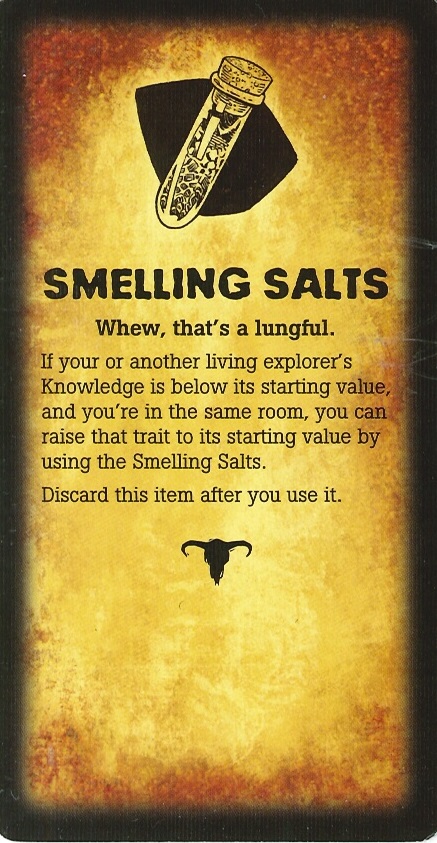 SMELLING SALTS
Whew, that's a lungful.
If your or another living explorer's
Knowledge is below its starting value,
and you're in the same room, you can
raise that trait to its starting value by
using the Smelling Salts.
Discard this item after you use it.